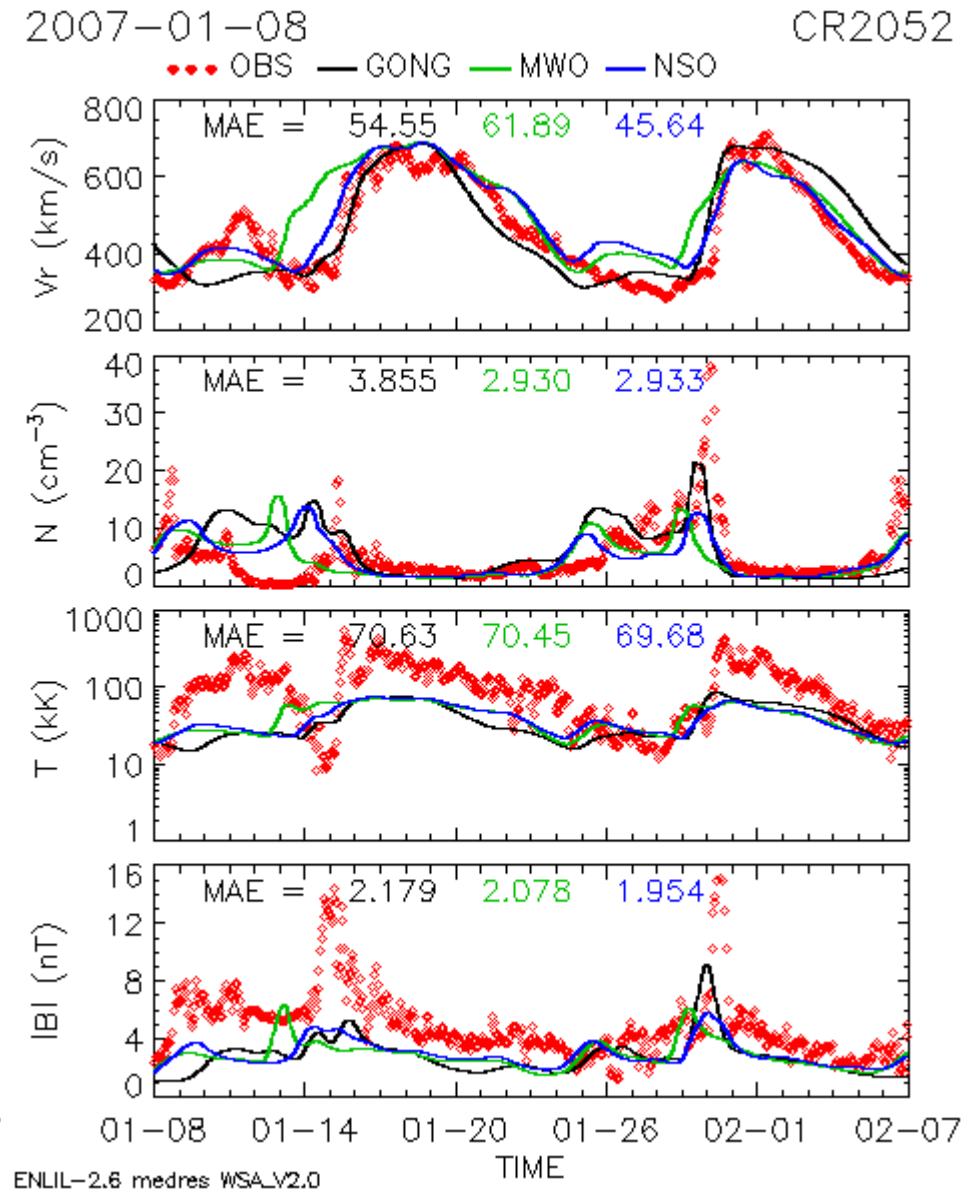 2007-01-08 CR2052
OBS GONG MWO NSO
MAE = 54.55 61.89 45.64
800
600
400
200
Vr (km/s)
MAE = 3.855 2.930 2.933
40
30
20
10
0
N (cm⁻³)
MAE = 70.63 70.45 69.68
1000
100
10
1
T (kK)
MAE = 2.179 2.078 1.954
16
12
8
4
0
|B| (nT)
01-08 01-14 01-20 01-26 02-01 02-07
TIME
ENLIL-2.6 medres WSA_V2.0